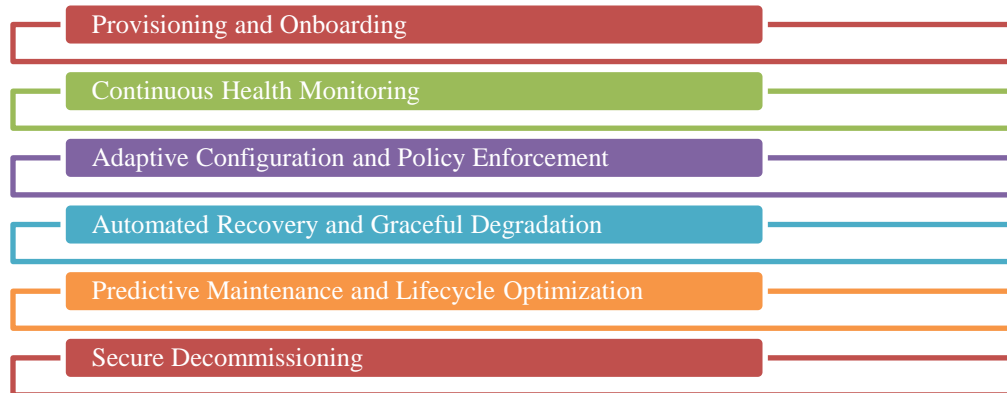 Provisioning and Onboarding
Continuous Health Monitoring
Adaptive Configuration and Policy Enforcement
Automated Recovery and Graceful Degradation
Predictive Maintenance and Lifecycle Optimization
Secure Decommissioning